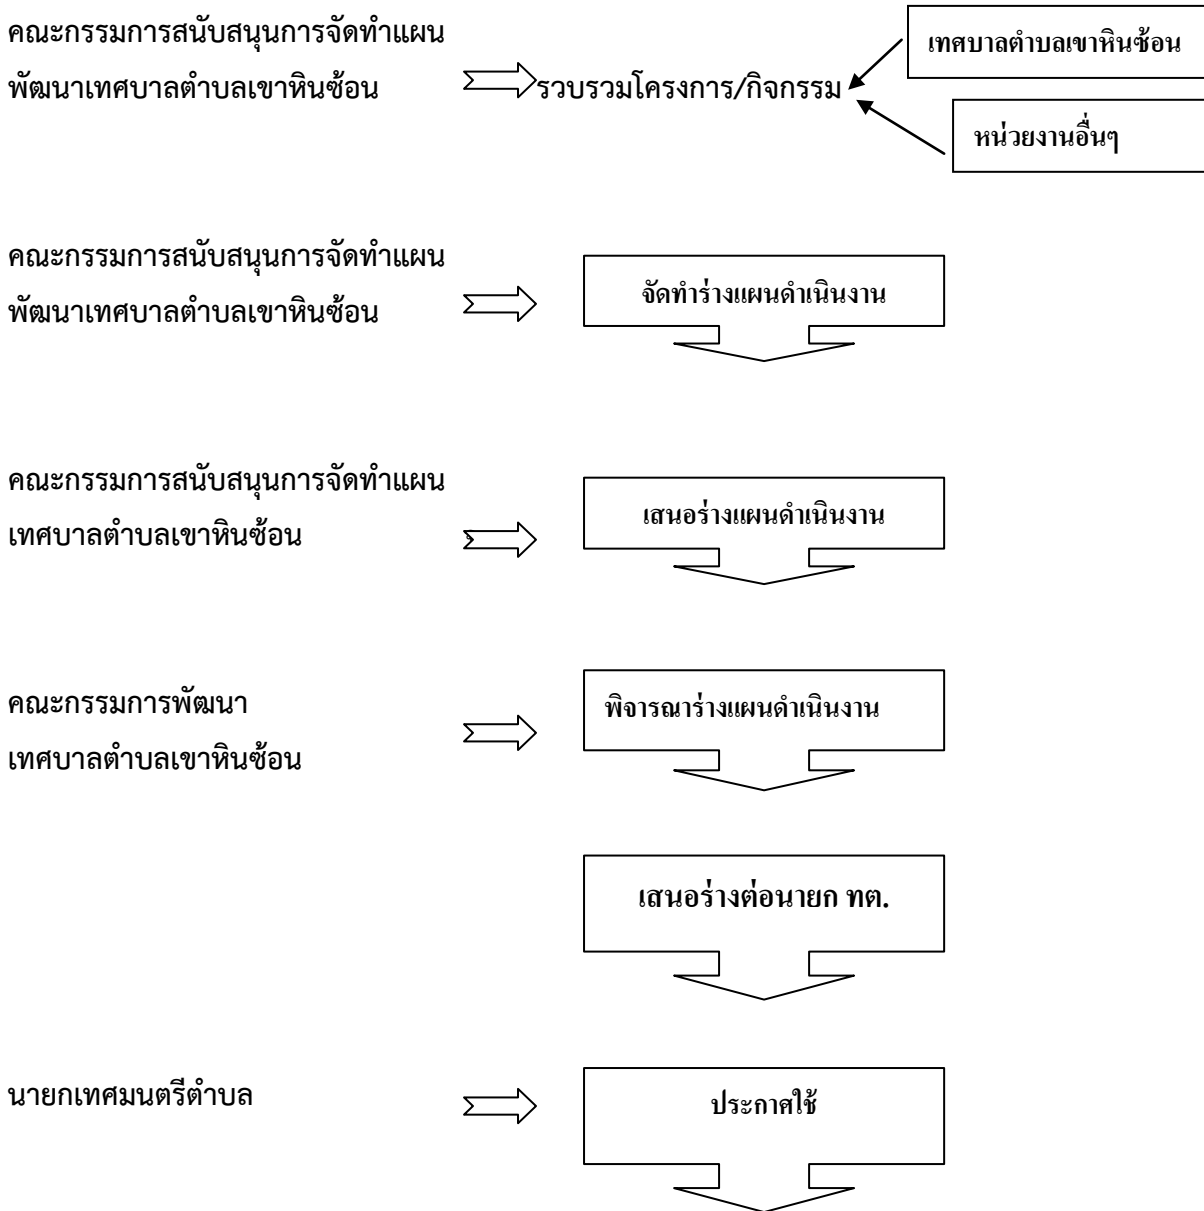 คณะกรรมการสนับสนุนการจัดทำแผน
พัฒนาเทศบาลตำบลเขาหินซ้อน
รวบรวมโครงการ/กิจกรรม
เทศบาลตำบลเขาหินซ้อน
หน่วยงานอื่นๆ
คณะกรรมการสนับสนุนการจัดทำแผน
พัฒนาเทศบาลตำบลเขาหินซ้อน
จัดทำร่างแผนดำเนินงาน
คณะกรรมการสนับสนุนการจัดทำแผน
เทศบาลตำบลเขาหินซ้อน
เสนอร่างแผนดำเนินงาน
คณะกรรมการพัฒนา
เทศบาลตำบลเขาหินซ้อน
พิจารณาร่างแผนดำเนินงาน
เสนอร่างต่อนายก ทต.
นายกเทศมนตรีตำบล
ประกาศใช้